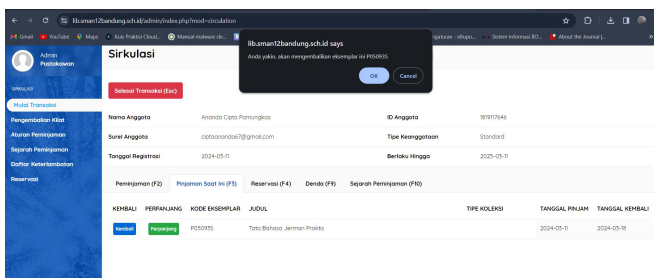 lib.sman12bandung.sch.id/admin/index.php?mod=circulation
Gmail YouTube Maps Kuis Praktisi Cloud... Manual malware cle... ngaturan - eBupo... Sistem Informasi BO... About the Journal |... »
lib.sman12bandung.sch.id says
Anda yakin, akan mengembalikan eksemplar ini P05093S
OK Cancel
Admin
Pustakawan
SIRKULASI
Mulai Transaksi
Pengembalian Kilat
Aturan Peminjaman
Sejarah Peminjaman
Daftar Keterlambatan
Reservasi
Sirkulasi
Selesai Transaksi (Esc)
Nama Anggota Ananda Cipta Pamungkas ID Anggota 1819117646
Surel Anggota ciptaananda67@gmail.com Tipe Keanggotaan Standard
Tanggal Registrasi 2024-03-11 Berlaku Hingga 2025-03-11
Peminjaman (F2) Pinjaman Saat Ini (F3) Reservasi (F4) Denda (F9) Sejarah Peminjaman (F10)
KEMBALI PERPANJANG KODE EKSEMPLAR JUDUL TIPE KOLEKSI TANGGAL PINJAM TANGGAL KEMBALI
Kembali Perpanjang P05093S Tata Bahasa Jerman Praktis 2024-03-11 2024-03-18